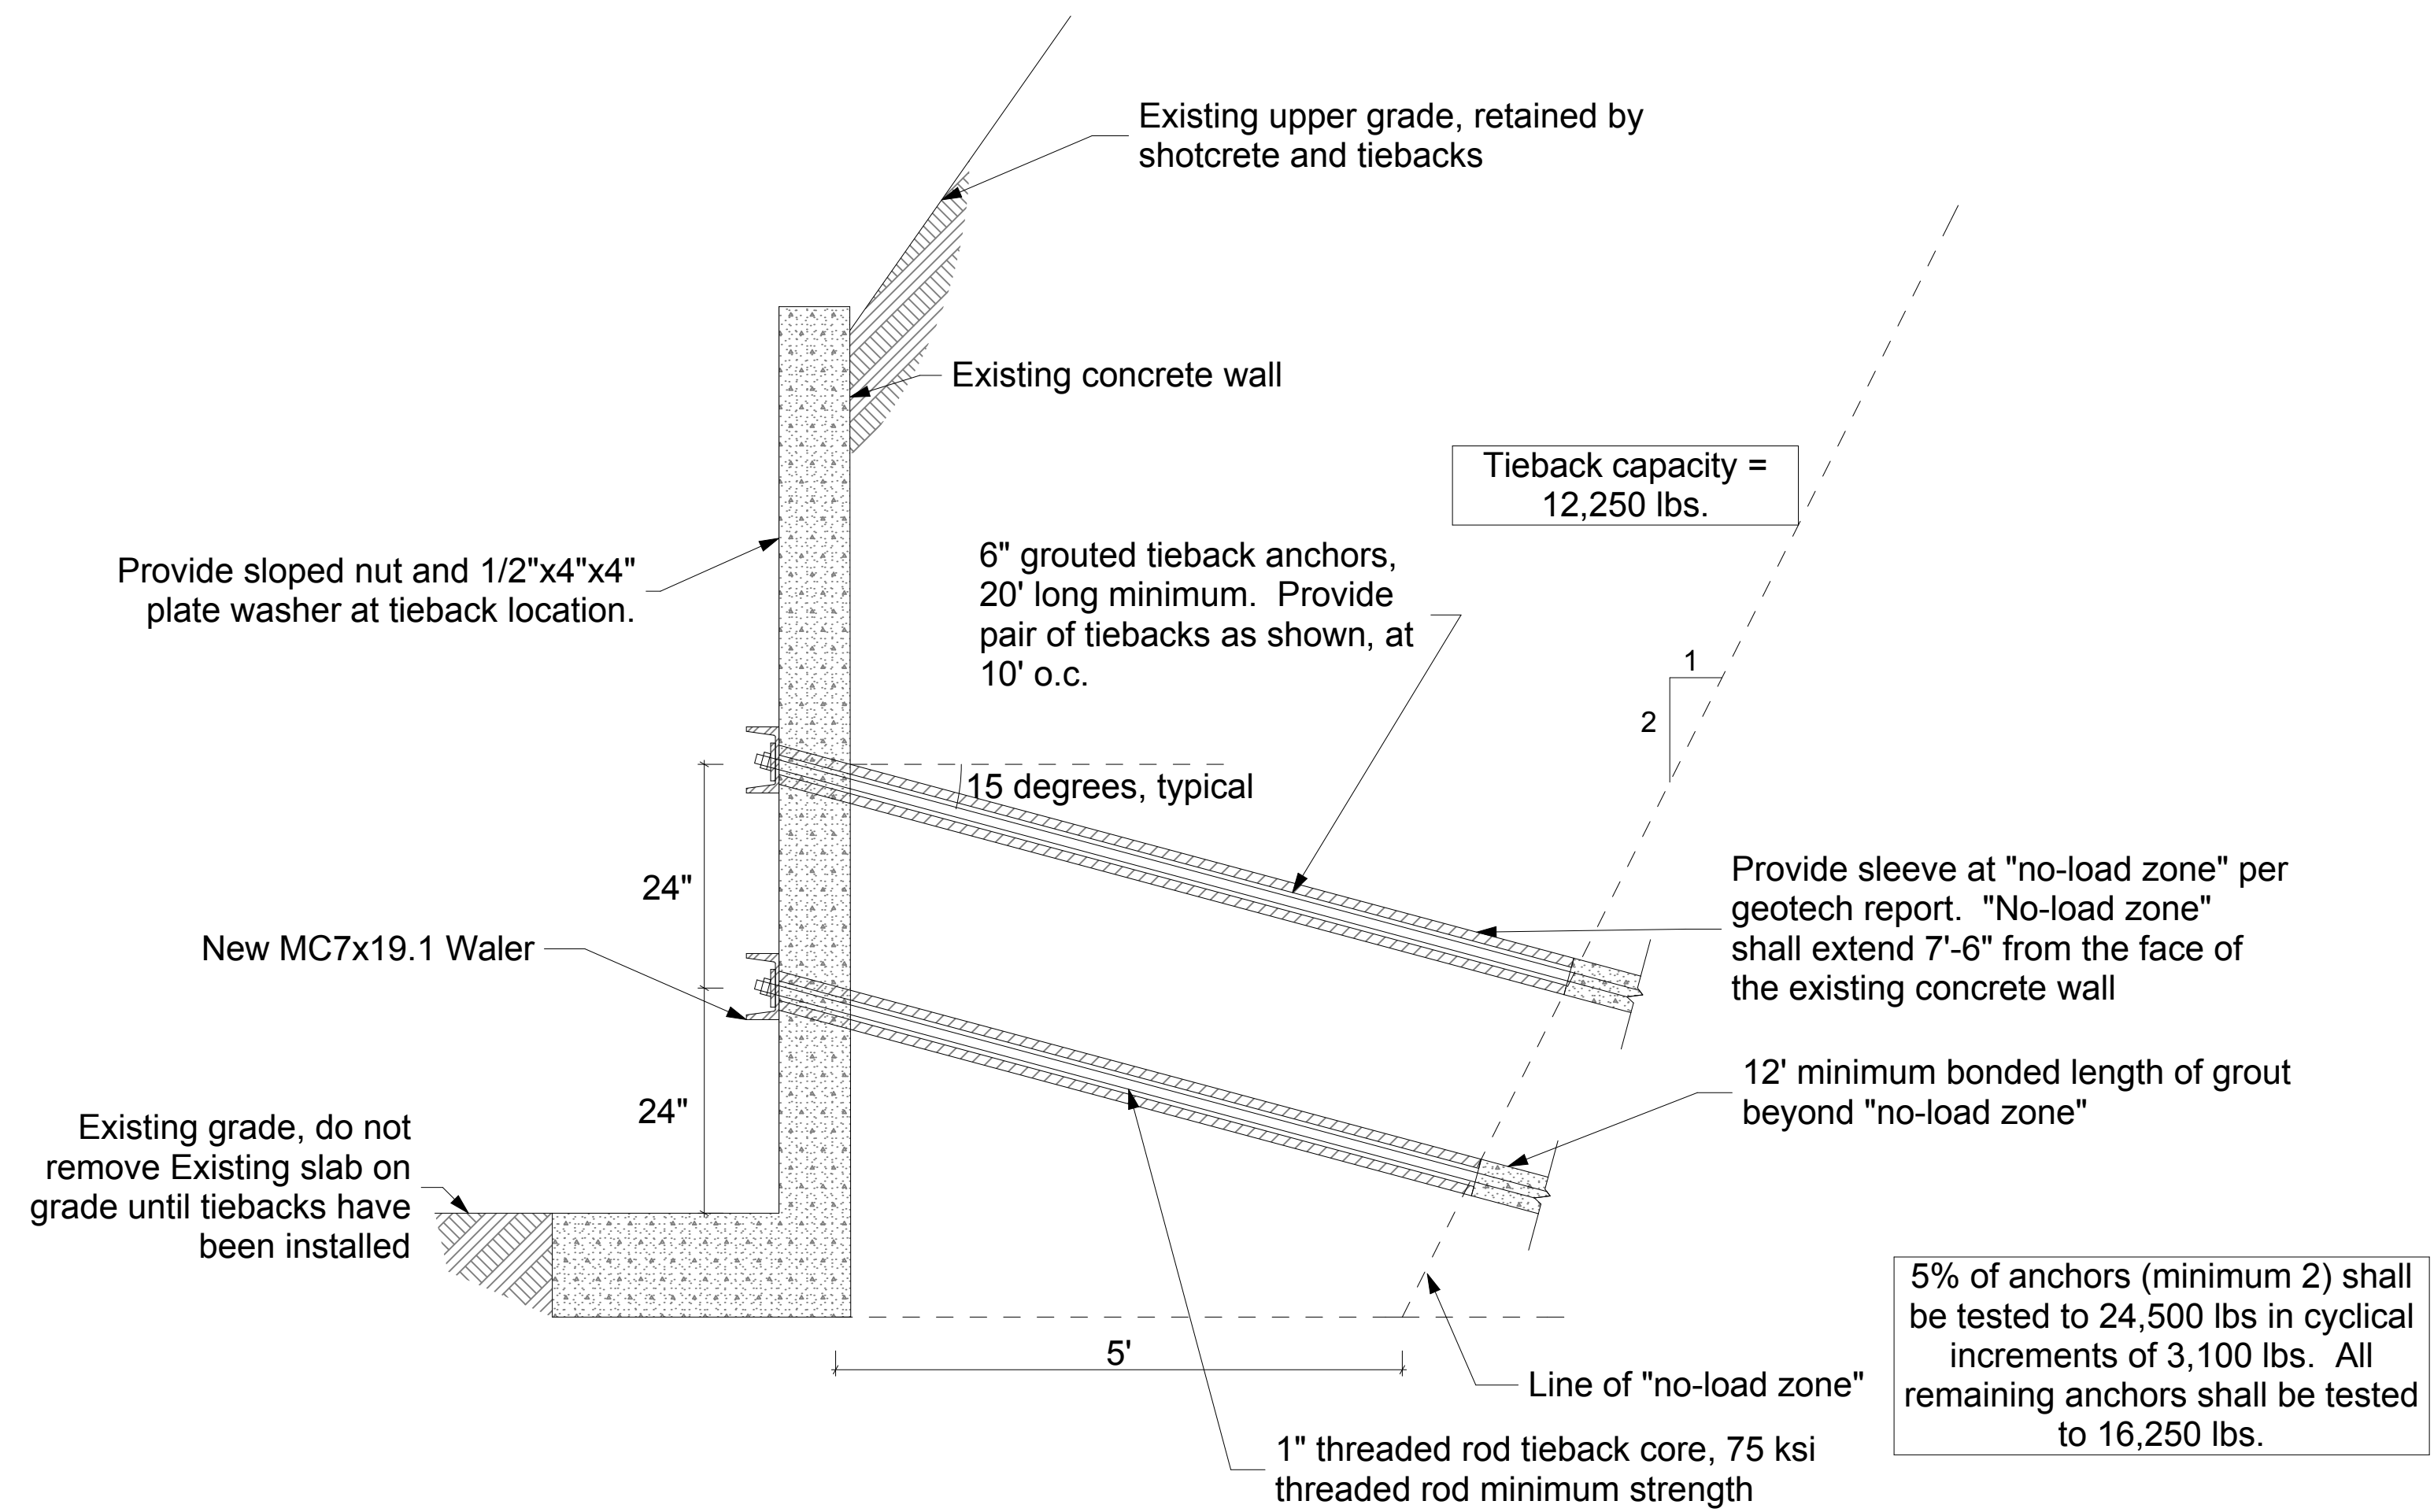 Existing upper grade, retained by
shotcrete and tiebacks
Existing concrete wall
Tieback capacity =
12,250 lbs.
Provide sloped nut and 1/2"x4"x4"
plate washer at tieback location.
6" grouted tieback anchors,
20' long minimum.  Provide
pair of tiebacks as shown, at
10' o.c.
1
2
15 degrees, typical
24"
New MC7x19.1 Waler
Provide sleeve at "no-load zone" per
geotech report.  "No-load zone"
shall extend 7'-6" from the face of
the existing concrete wall
12' minimum bonded length of grout
beyond "no-load zone"
24"
Existing grade, do not
remove Existing slab on
grade until tiebacks have
been installed
5'
Line of "no-load zone"
5% of anchors (minimum 2) shall
be tested to 24,500 lbs in cyclical
increments of 3,100 lbs.  All
remaining anchors shall be tested
to 16,250 lbs.
1" threaded rod tieback core, 75 ksi
threaded rod minimum strength